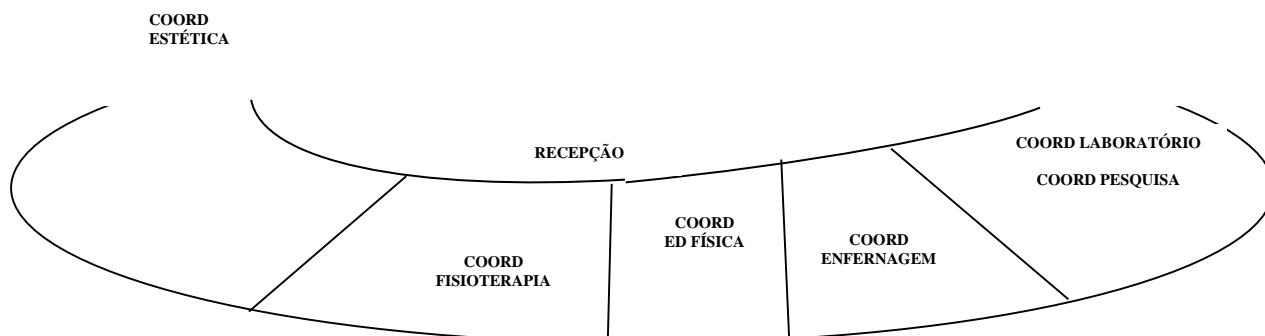 COORD
ESTÉTICA
RECEPÇÃO
COORD LABORATÓRIO
COORD PESQUISA
COORD
ED FÍSICA
COORD
ENFERNAGEM
COORD
FISIOTERAPIA